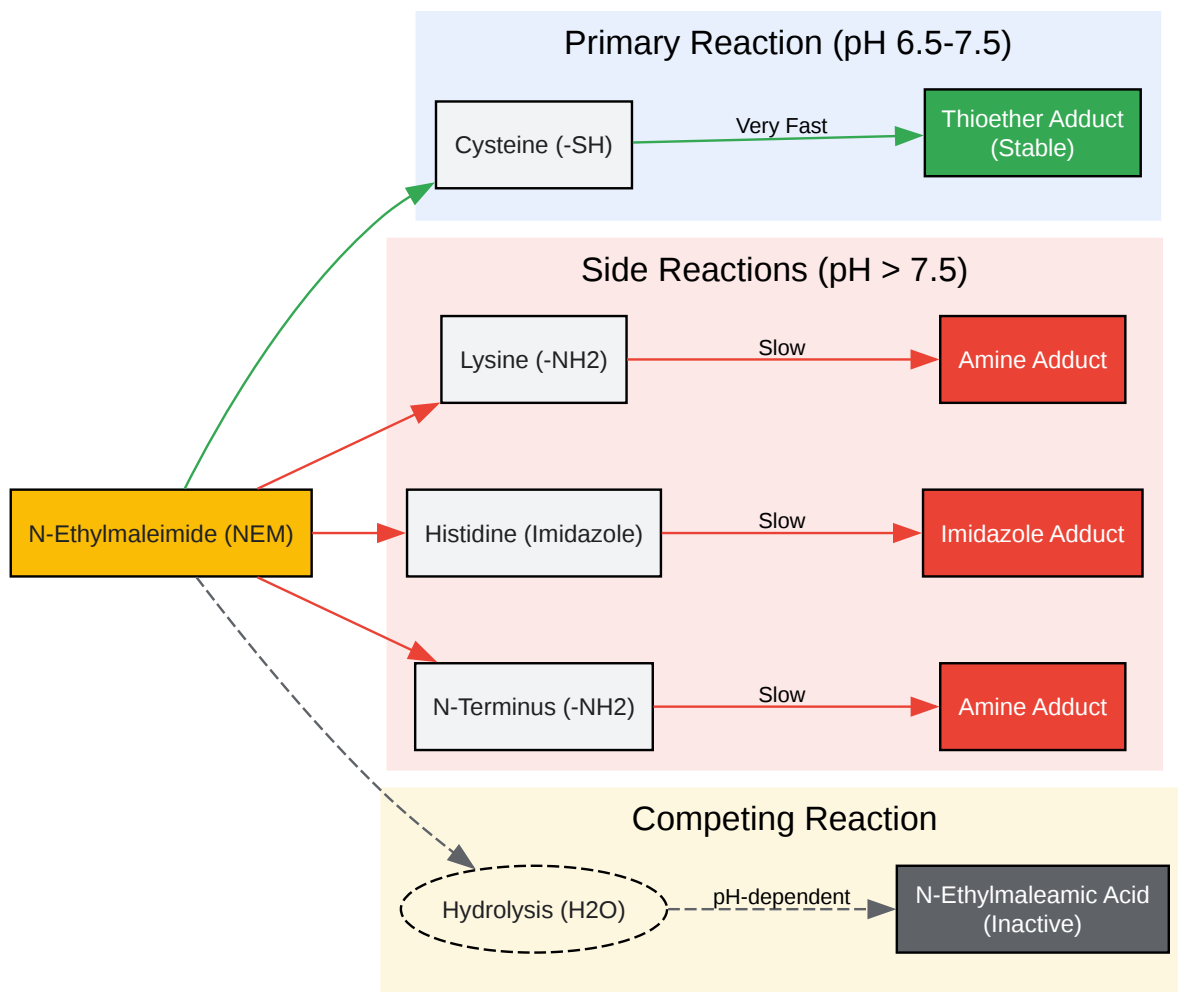 Primary Reaction (pH 6.5-7.5)
Cysteine (-SH)
Very Fast
Thioether Adduct
(Stable)
Side Reactions (pH > 7.5)
Lysine (-NH2)
Slow
Amine Adduct
N-Ethylmaleimide (NEM)
Histidine (Imidazole)
Slow
Imidazole Adduct
N-Terminus (-NH2)
Slow
Amine Adduct
Competing Reaction
Hydrolysis (H2O)
pH-dependent
N-Ethylmaleamic Acid
(Inactive)